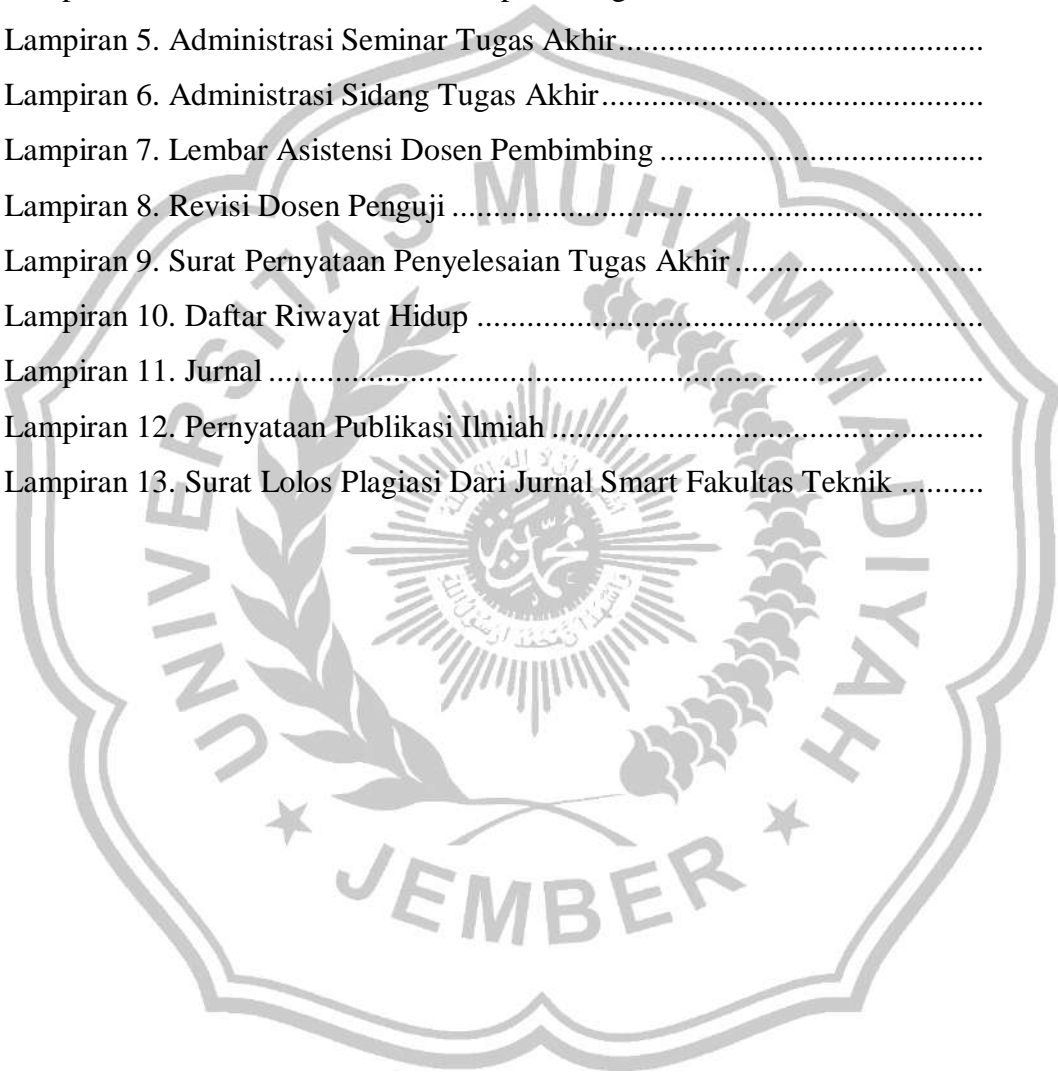 Lampiran 5. Administrasi Seminar Tugas Akhir............................................
Lampiran 6. Administrasi Sidang Tugas Akhir..............................................
Lampiran 7. Lembar Asistensi Dosen Pembimbing .......................................
Lampiran 8. Revisi Dosen Penguji ................................................................
Lampiran 9. Surat Pernyataan Penyelesaian Tugas Akhir ..............................
Lampiran 10. Daftar Riwayat Hidup .............................................................
Lampiran 11. Jurnal ......................................................................................
Lampiran 12. Pernyataan Publikasi Ilmiah ....................................................
Lampiran 13. Surat Lolos Plagiasi Dari Jurnal Smart Fakultas Teknik ..........
UNIVERSITAS MUHAMMADIYAH
JEMBER